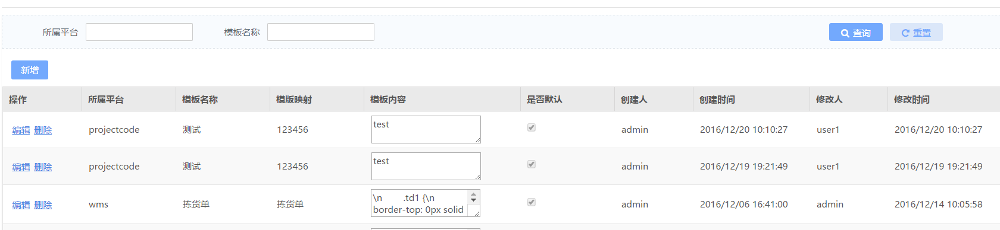 所属平台 模板名称 查询 重置
新增
操作 所属平台 模板名称 模版映射 模板内容 是否默认 创建人 创建时间 修改人 修改时间
编辑 删除 projectcode 测试 123456 test admin 2016/12/20 10:10:27 user1 2016/12/20 10:10:27
编辑 删除 projectcode 测试 123456 test admin 2016/12/19 19:21:49 user1 2016/12/19 19:21:49
编辑 删除 wms 拣货单 拣货单 \n .td1 {\n admin 2016/12/06 16:41:00 admin 2016/12/14 10:05:58
border-top: 0px solid